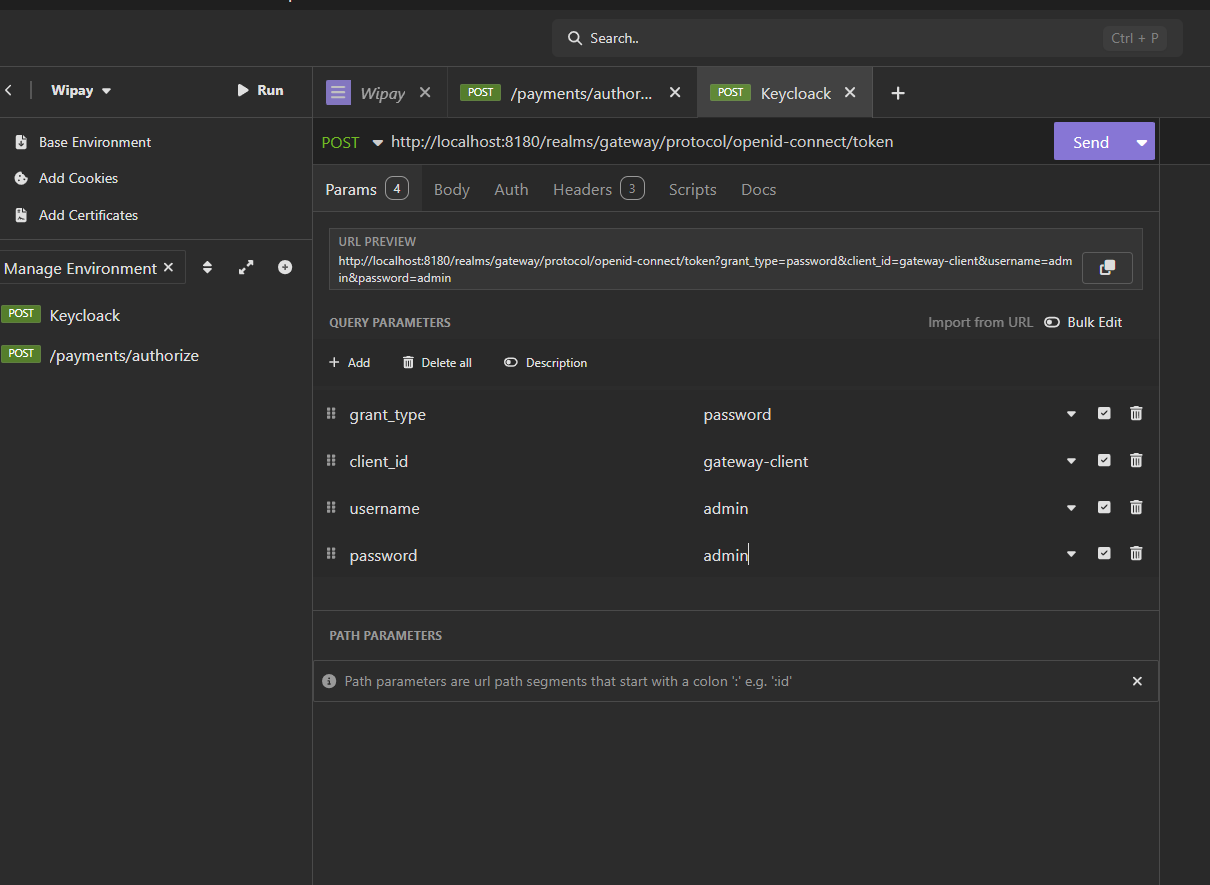 Search..
Ctrl + P
Wipay
Run
Wipay
POST /payments/author...
POST Keycloack
Base Environment
Add Cookies
Add Certificates
Manage Environment
POST Keycloack
POST /payments/authorize
POST http://localhost:8180/realms/gateway/protocol/openid-connect/token
Send
Params 4 Body Auth Headers 3 Scripts Docs
URL PREVIEW
http://localhost:8180/realms/gateway/protocol/openid-connect/token?grant_type=password&client_id=gateway-client&username=adm
in&password=admin
QUERY PARAMETERS
Import from URL Bulk Edit
Add Delete all Description
grant_type password
client_id gateway-client
username admin
password admin
PATH PARAMETERS
Path parameters are url path segments that start with a colon ':' e.g. ':id'